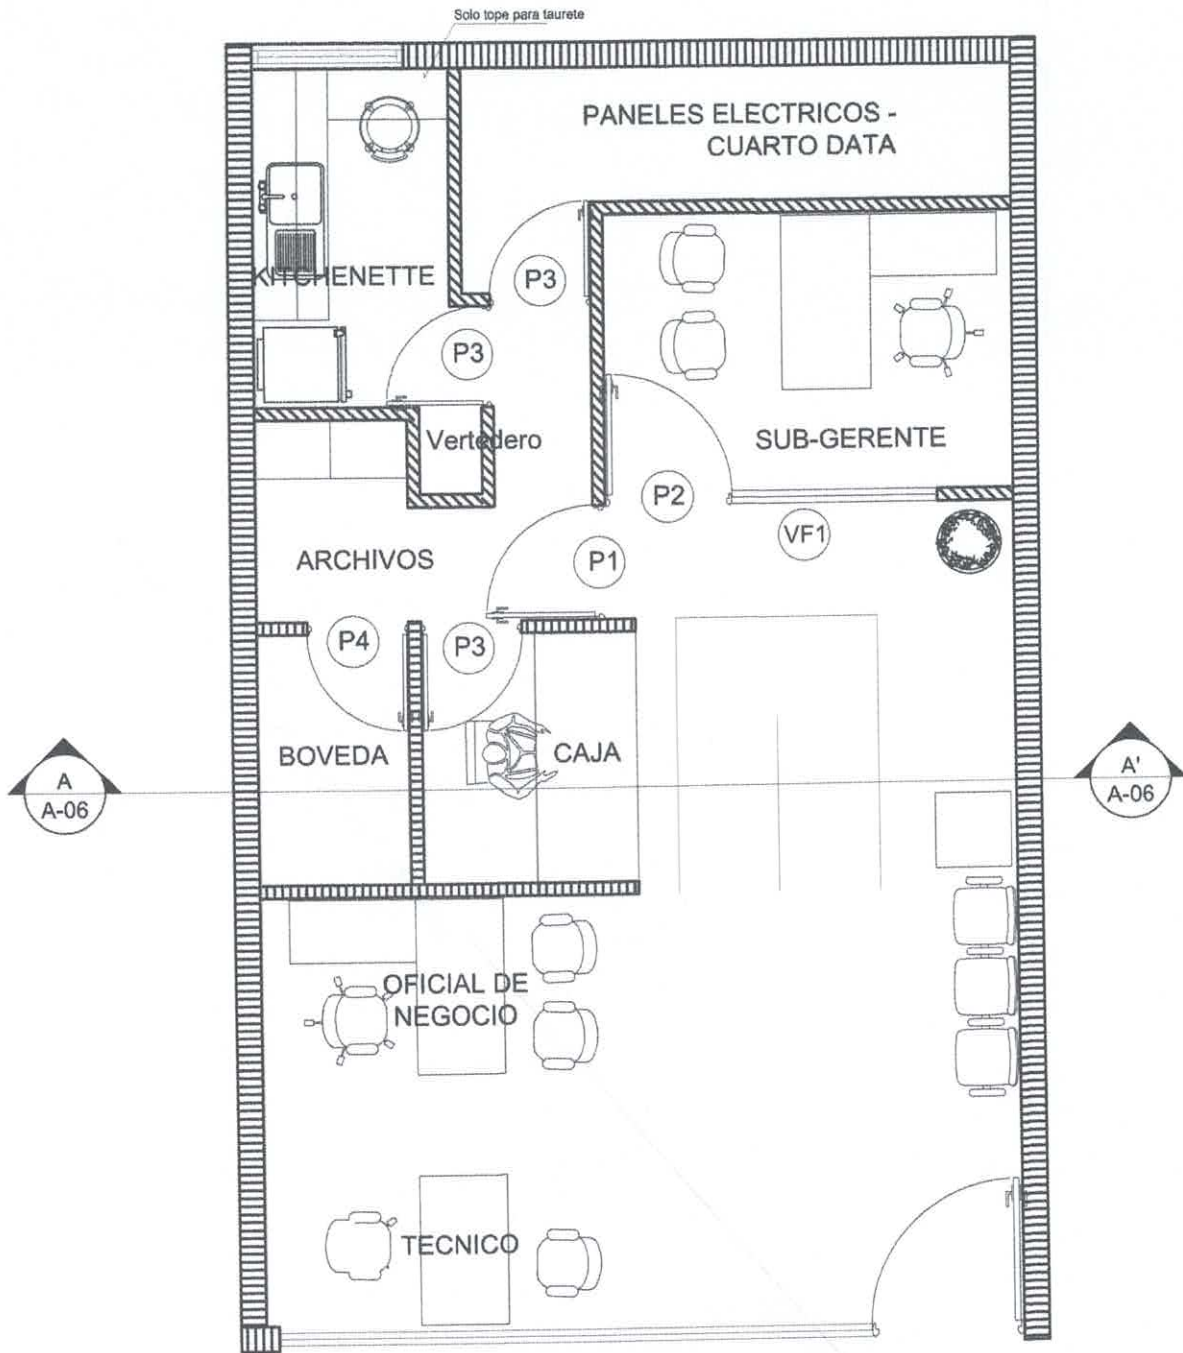 Solo tope para taurete
PANELES ELECTRICOS -
CUARTO DATA
P3
KITCHENETTE
P3
Vertedero
SUB-GERENTE
P2
VF1
ARCHIVOS
P1
P4
P3
BOVEDA
CAJA
A
A-06
A'
A-06
OFICIAL DE
NEGOCIO
TECNICO